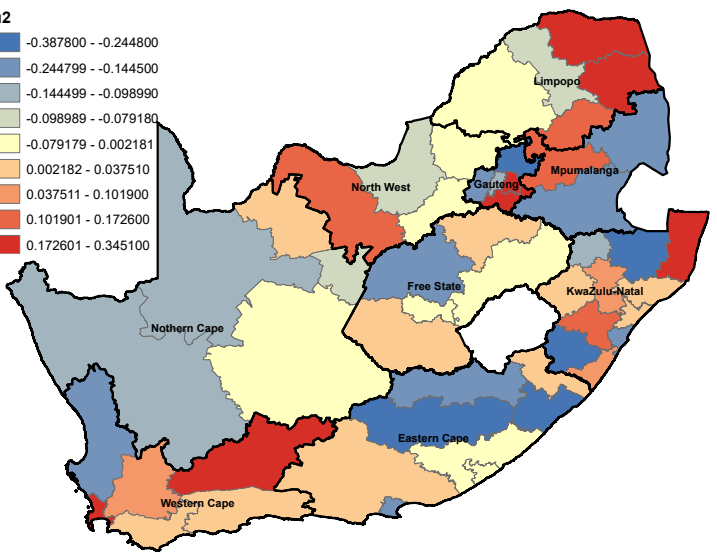 -0.387800 - -0.244800
-0.244799 - -0.144500
-0.144499 - -0.098990
-0.098989 - -0.079180
-0.079179 - 0.002181
0.002182 - 0.037510
0.037511 - 0.101900
0.101901 - 0.172600
0.172601 - 0.345100
Limpopo
Mpumalanga
North West
Gauteng
Free State
KwaZulu-Natal
Nothern Cape
Eastern Cape
Western Cape